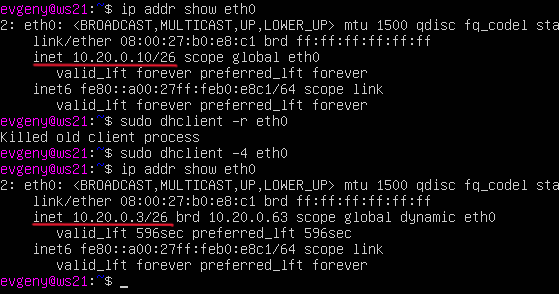 evgeny@ws21:~$ ip addr show eth0
2: eth0: <BROADCAST,MULTICAST,UP,LOWER_UP> mtu 1500 qdisc fq_codel sta
link/ether 08:00:27:b0:e8:c1 brd ff:ff:ff:ff:ff:ff
inet 10.20.0.10/26 scope global eth0
valid_lft forever preferred_lft forever
inet6 fe80::a00:27ff:feb0:e8c1/64 scope link
valid_lft forever preferred_lft forever
evgeny@ws21:~$ sudo dhclient -r eth0
Killed old client process
evgeny@ws21:~$ sudo dhclient -4 eth0
evgeny@ws21:~$ ip addr show eth0
2: eth0: <BROADCAST,MULTICAST,UP,LOWER_UP> mtu 1500 qdisc fq_codel sta
link/ether 08:00:27:b0:e8:c1 brd ff:ff:ff:ff:ff:ff
inet 10.20.0.3/26 brd 10.20.0.63 scope global dynamic eth0
valid_lft 596sec preferred_lft 596sec
inet6 fe80::a00:27ff:feb0:e8c1/64 scope link
valid_lft forever preferred_lft forever
evgeny@ws21:~$ _